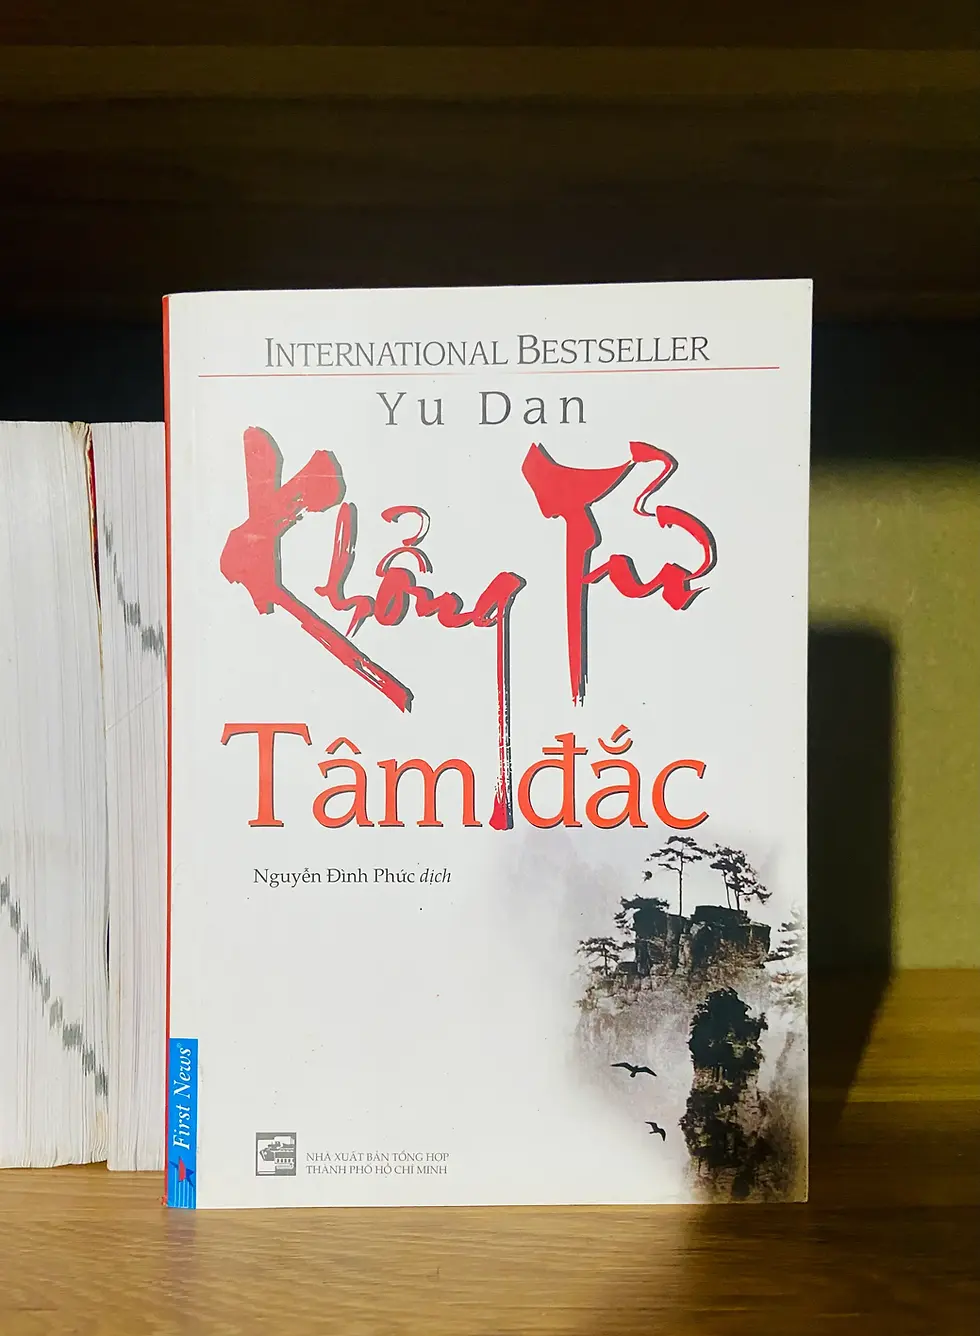 INTERNATIONAL BESTSELLER
Yu Dan
Khổng Tử
Tâm đắc
Nguyễn Đình Phúc dịch
First News®
NHÀ XUẤT BẢN TỔNG HỢP
THÀNH PHỐ HỒ CHÍ MINH